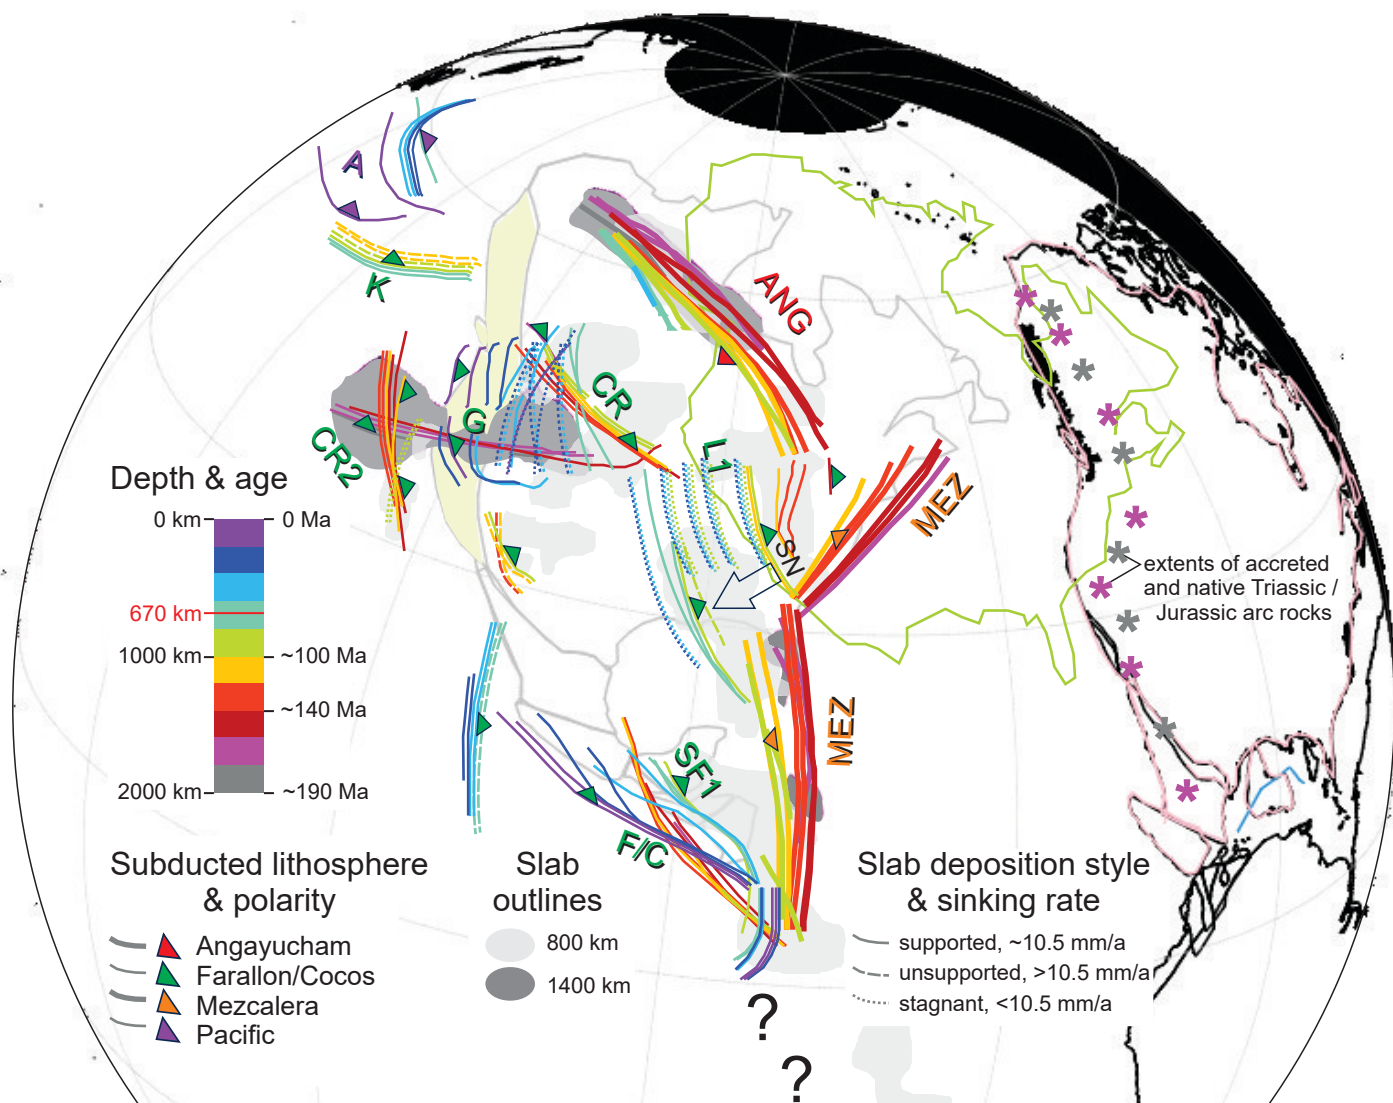 A
K
ANG
CR
CR2
G
L1
MEZ
SN
Depth & age
0 km
0 Ma
670 km
1000 km
~100 Ma
~140 Ma
2000 km
~190 Ma
extents of accreted
and native Triassic /
Jurassic arc rocks
MEZ
SF1
F/C
Subducted lithosphere
& polarity
Angayucham
Farallon/Cocos
Mezcalera
Pacific
Slab
outlines
800 km
1400 km
Slab deposition style
& sinking rate
supported, ~10.5 mm/a
unsupported, >10.5 mm/a
stagnant, <10.5 mm/a
?
?